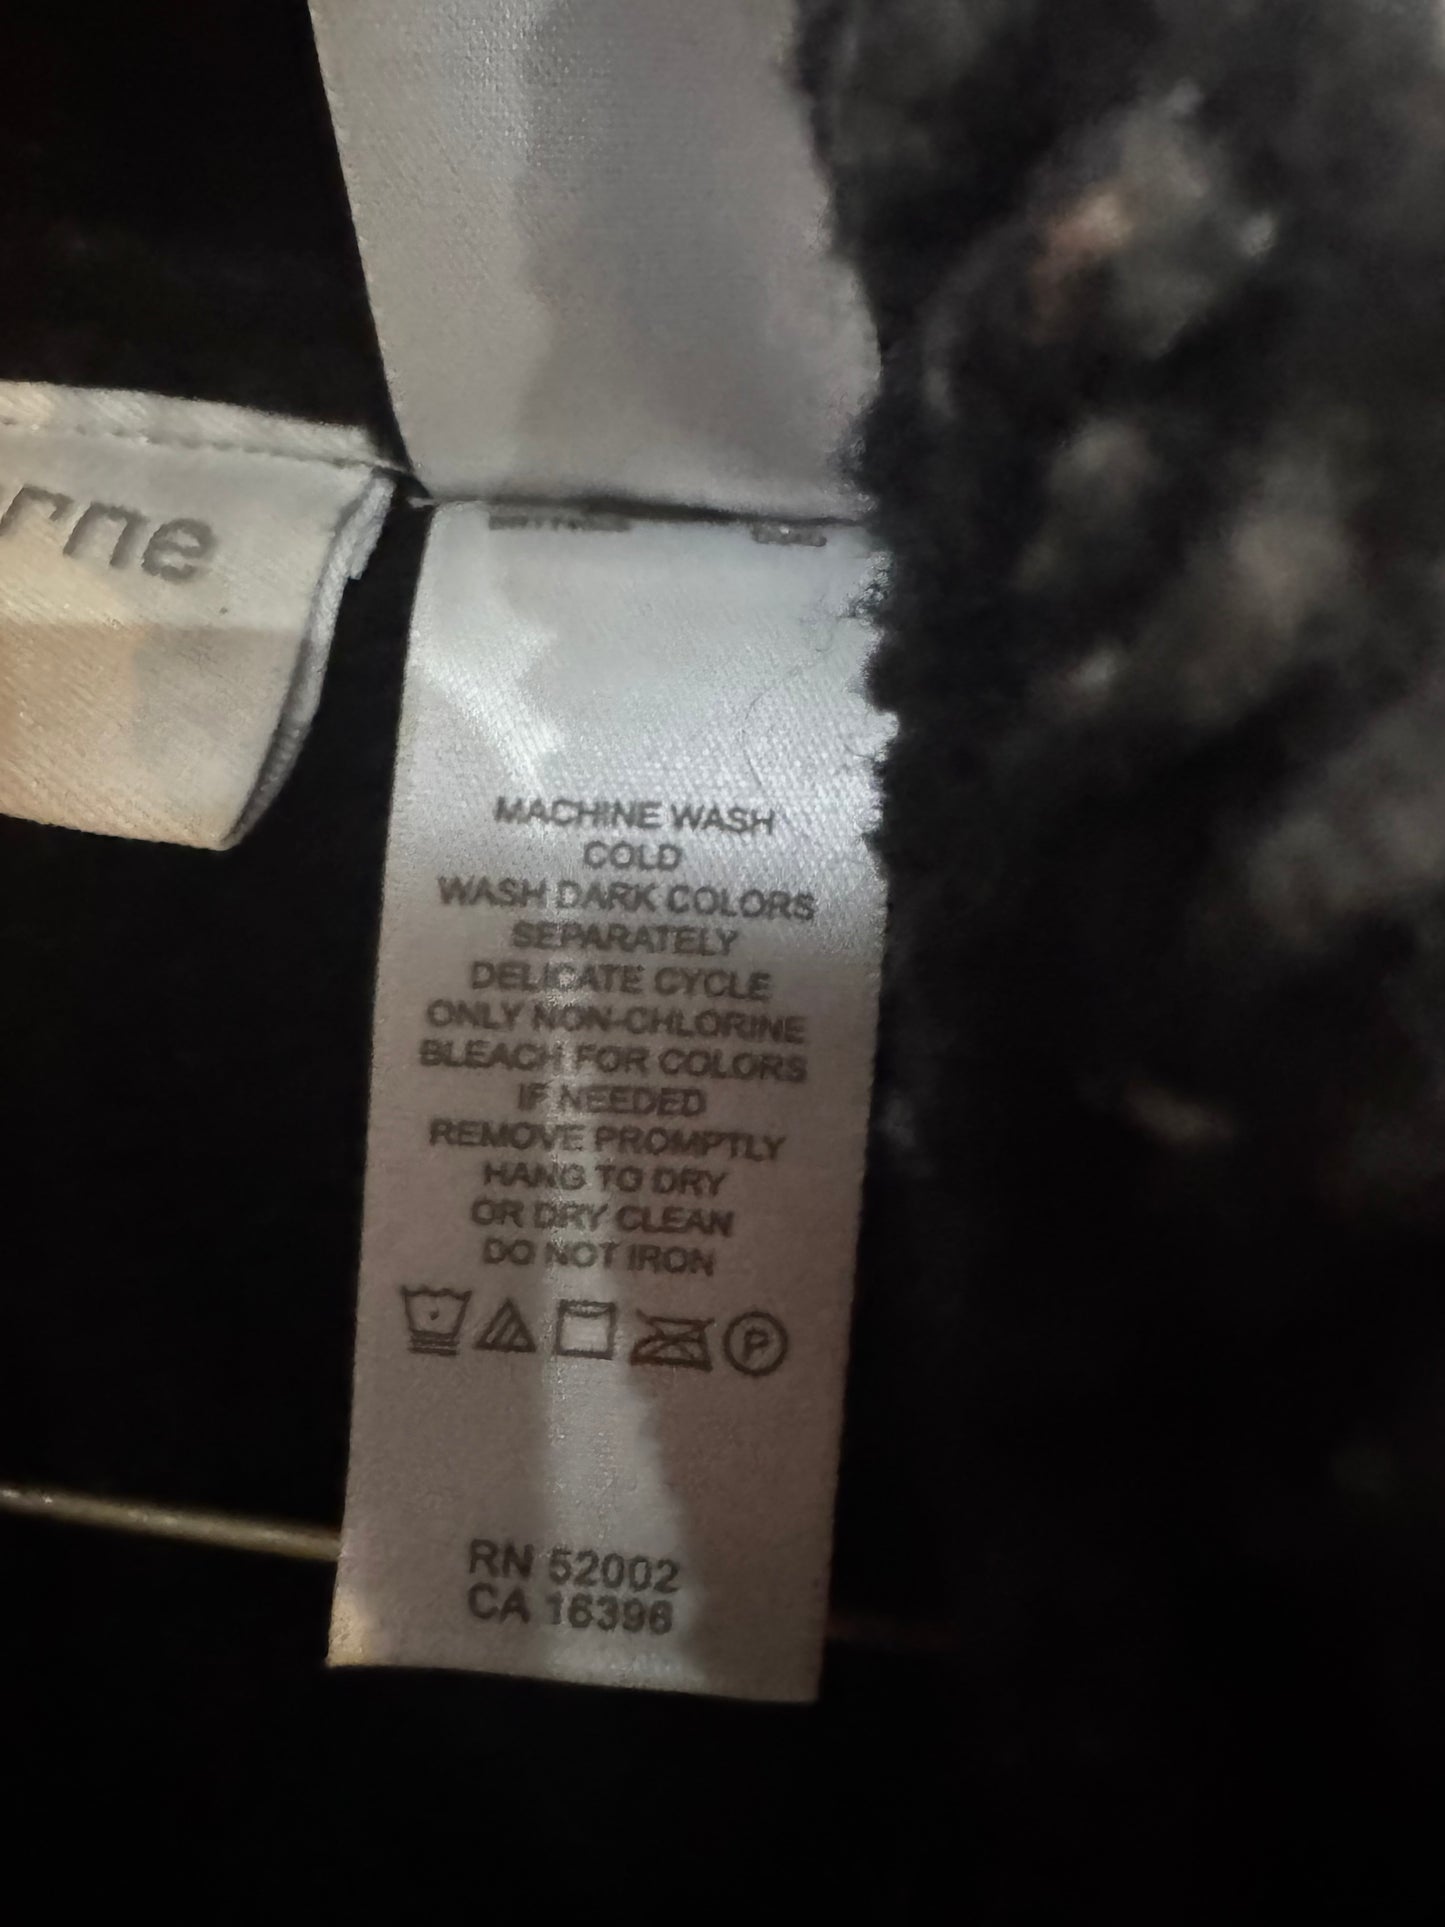 nne
MACHINE WASH
COLD
WASH DARK COLORS
SEPARATELY
DELICATE CYCLE
ONLY NON-CHLORINE
BLEACH FOR COLORS
IF NEEDED
REMOVE PROMPTLY
HANG TO DRY
OR DRY CLEAN
DO NOT IRON
P
RN 52002
CA 16396